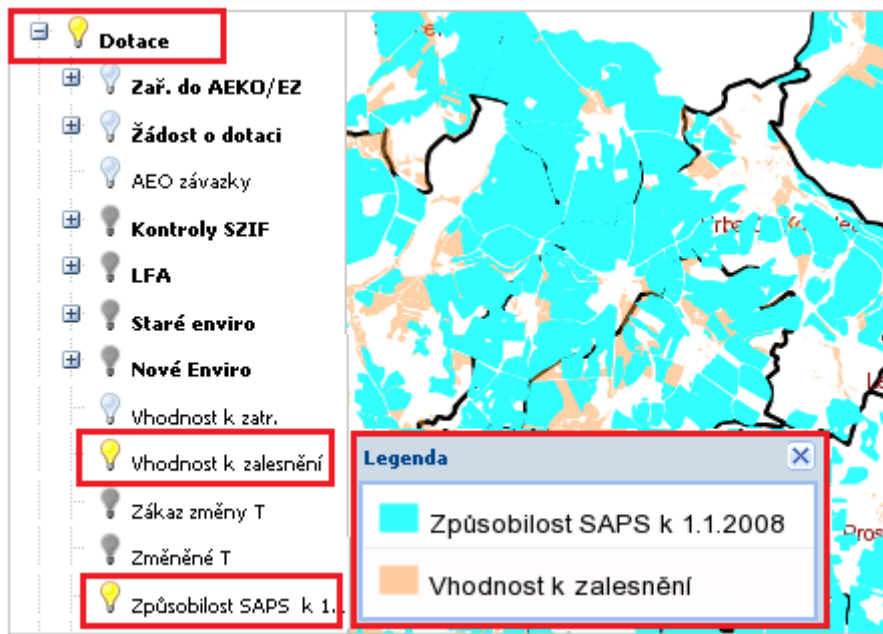 Dotace
Zař. do AEKO/EZ
Žádost o dotaci
AEO závazky
Kontroly SZIF
LFA
Staré enviro
Nové Enviro
Vhodnost k zatr.
Vhodnost k zalesnění
Zákaz změny T
Změněné T
Způsobilost SAPS k 1...
Legenda
Způsobilost SAPS k 1.1.2008
Vhodnost k zalesnění
Pros